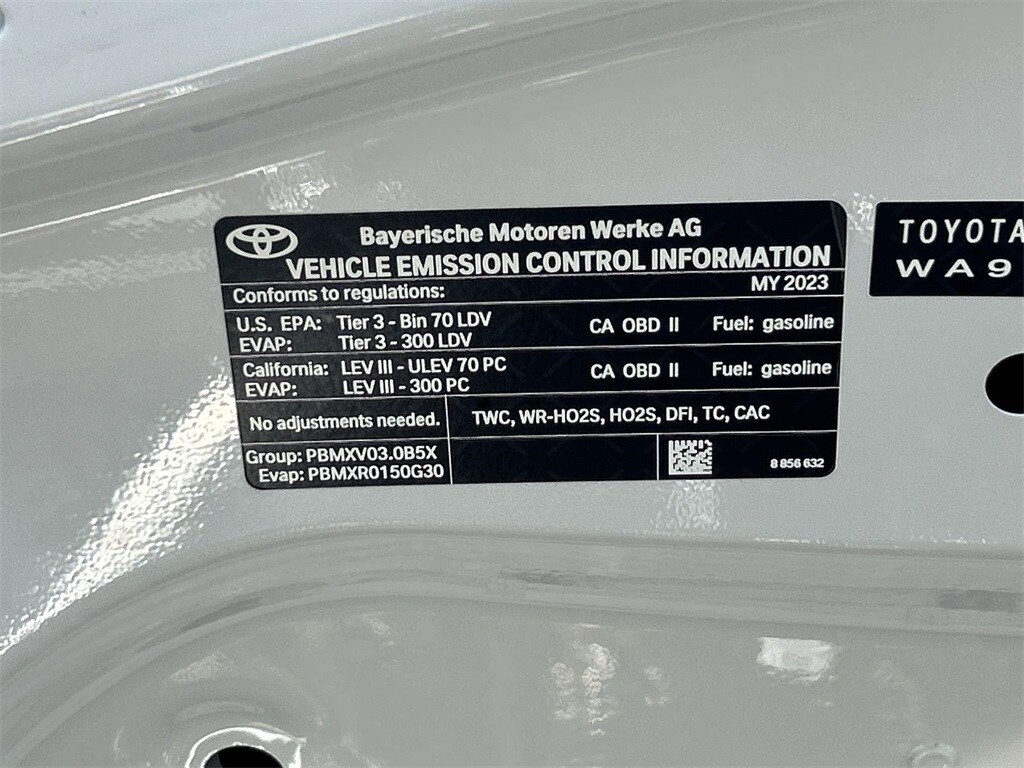 Bayerische Motoren Werke AG
VEHICLE EMISSION CONTROL INFORMATION
Conforms to regulations: MY 2023
U.S. EPA: Tier 3 - Bin 70 LDV CA OBD II Fuel: gasoline
EVAP: Tier 3 - 300 LDV
California: LEV III - ULEV 70 PC CA OBD II Fuel: gasoline
EVAP: LEV III - 300 PC
No adjustments needed. TWC, WR-HO2S, HO2S, DFI, TC, CAC
Group: PBMXV03.0B5X
Evap: PBMXR0150G30
8 856 632
TOYOTA
WA9